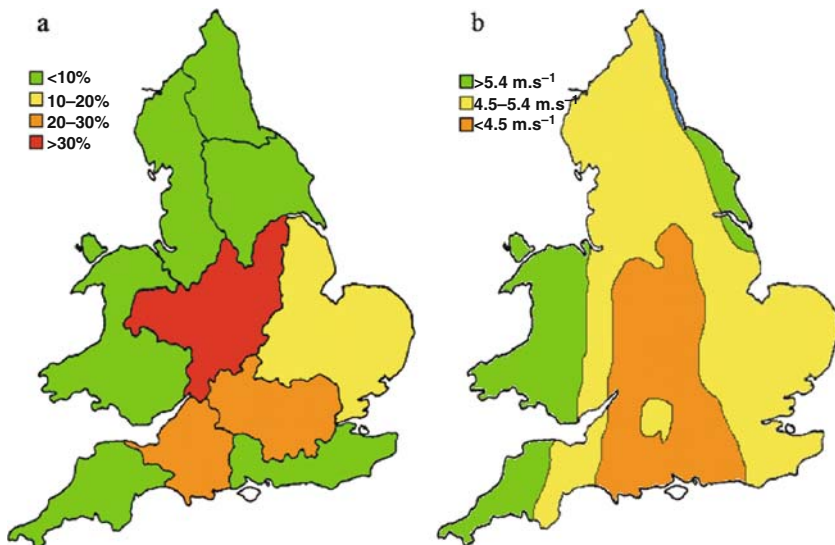 a
<10%
10–20%
20–30%
>30%
b
>5.4 m.s⁻¹
4.5–5.4 m.s⁻¹
<4.5 m.s⁻¹